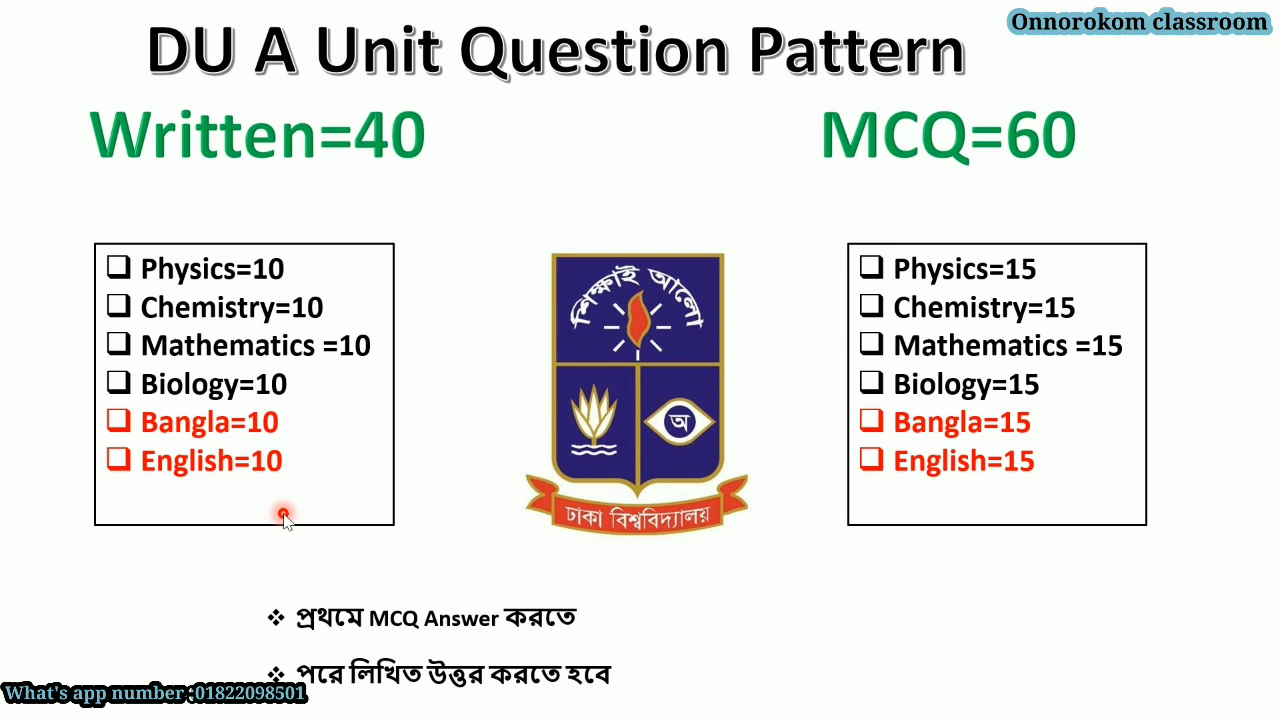 Onnorokom classroom
DU A Unit Question Pattern
Written=40
MCQ=60
Physics=10
Chemistry=10
Mathematics =10
Biology=10
Bangla=10
English=10
শিক্ষাই আলো
অ
ঢাকা বিশ্ববিদ্যালয়
Physics=15
Chemistry=15
Mathematics =15
Biology=15
Bangla=15
English=15
প্রথমে MCQ Answer করতে
পরে লিখিত উত্তর করতে হবে
What's app number :01822098501